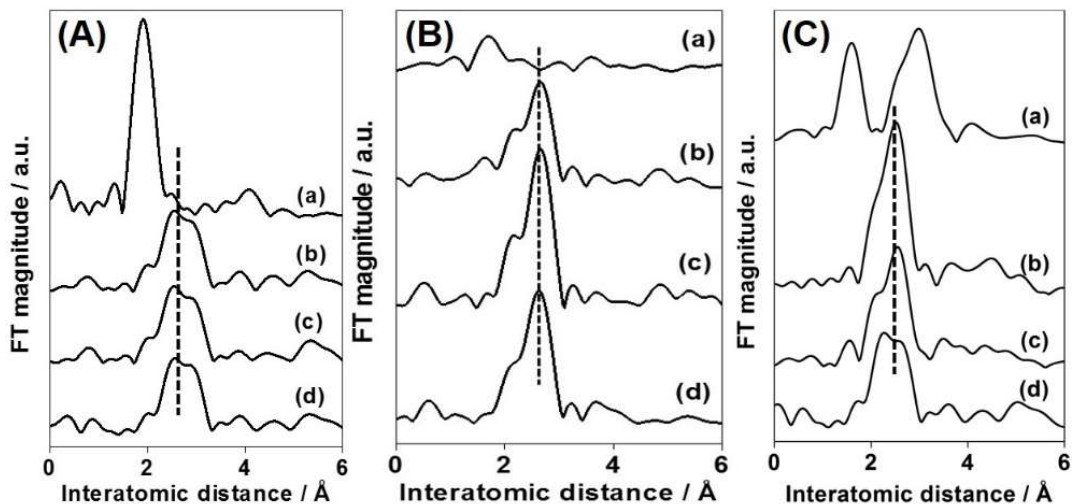 (A)
(a)
(b)
(c)
(d)
FT magnitude / a.u.
0 2 4 6
Interatomic distance / Å
(B)
(a)
(b)
(c)
(d)
FT magnitude / a.u.
0 2 4 6
Interatomic distance / Å
(C)
(a)
(b)
(c)
(d)
FT magnitude / a.u.
0 2 4 6
Interatomic distance / Å